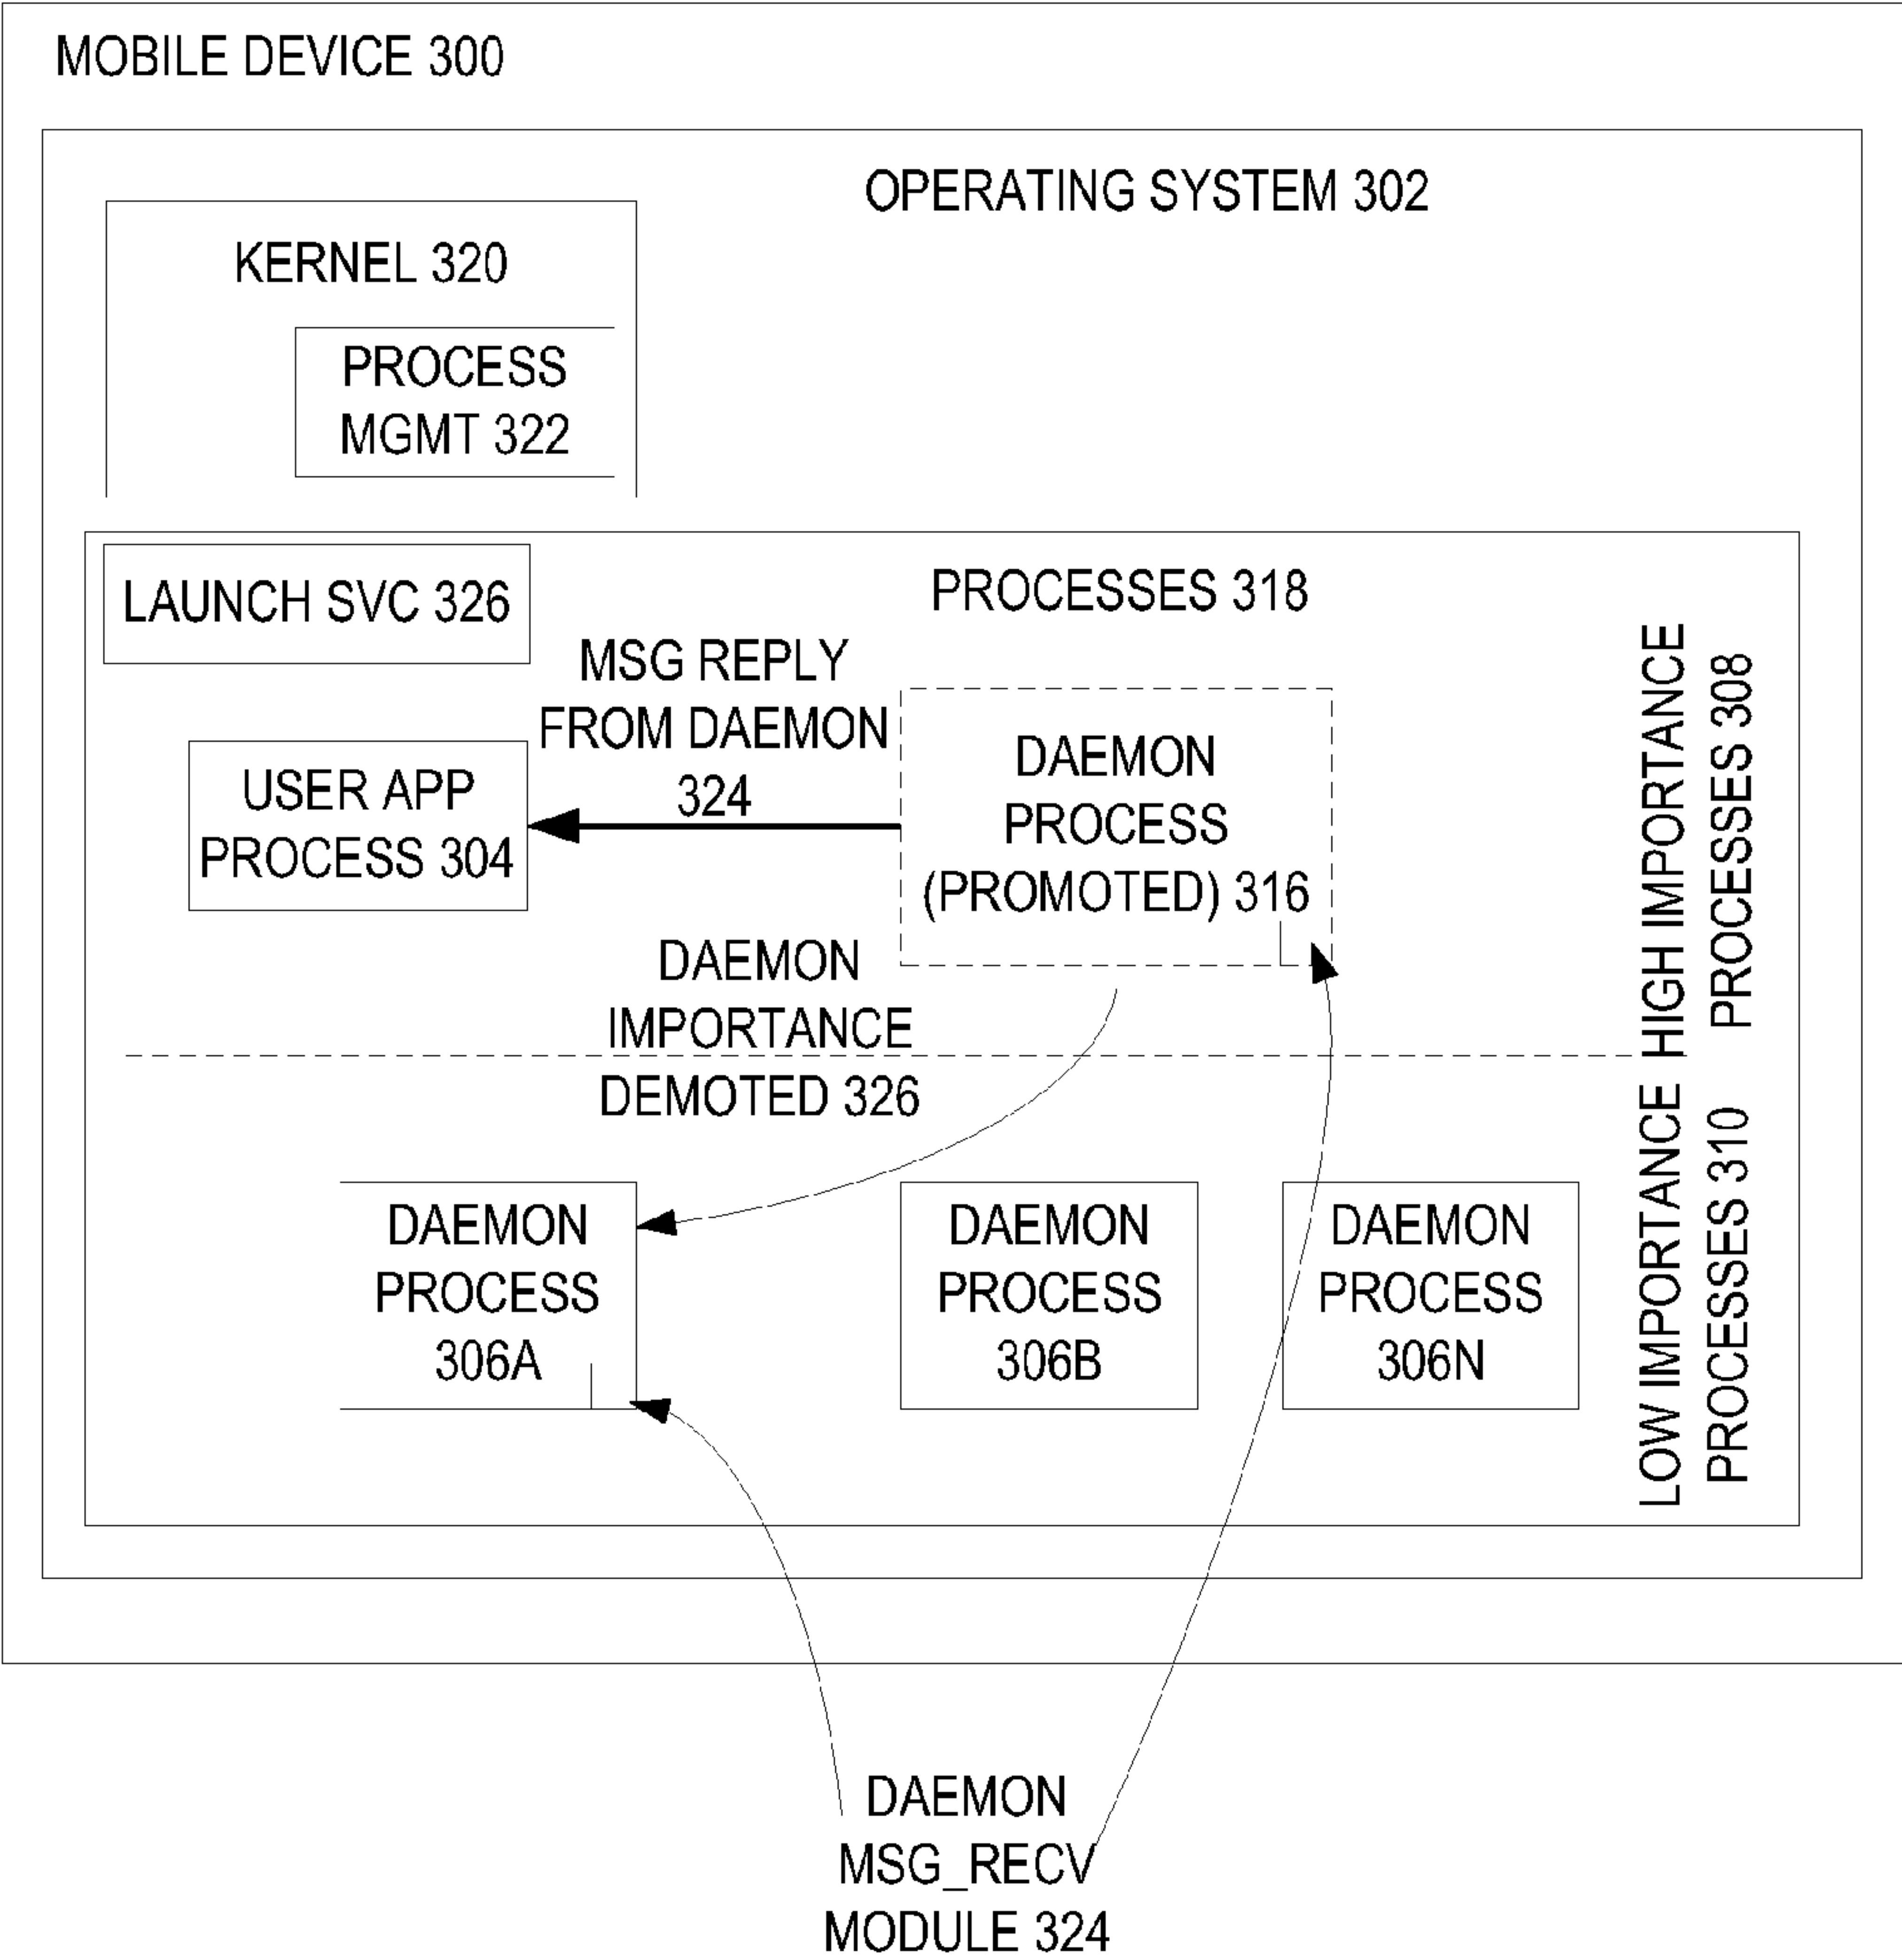 MOBILE DEVICE 300
OPERATING SYSTEM 302
KERNEL 320
PROCESS
MGMT 322
LAUNCH SVC 326
PROCESSES 318
MSG REPLY
FROM DAEMON
324
USER APP
PROCESS 304
DAEMON
PROCESS
(PROMOTED) 316
HIGH IMPORTANCE
PROCESSES 308
DAEMON
IMPORTANCE
DEMOTED 326
LOW IMPORTANCE
PROCESSES 310
DAEMON
PROCESS
306A
DAEMON
PROCESS
306B
DAEMON
PROCESS
306N
DAEMON
MSG_RECV
MODULE 324